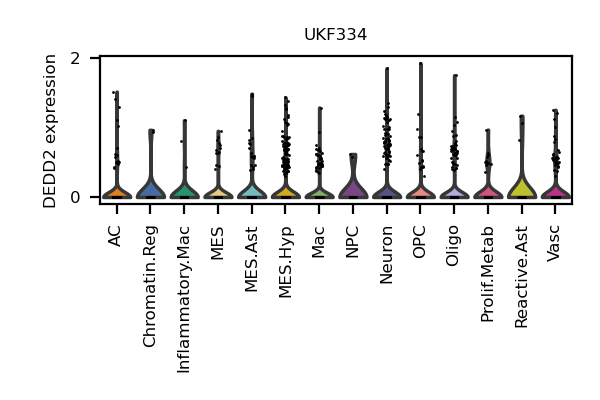 UKF334
DEDD2 expression
2
0
AC
Chromatin.Reg
Inflammatory.Mac
MES
MES.Ast
MES.Hyp
Mac
NPC
Neuron
OPC
Oligo
Prolif.Metab
Reactive.Ast
Vasc